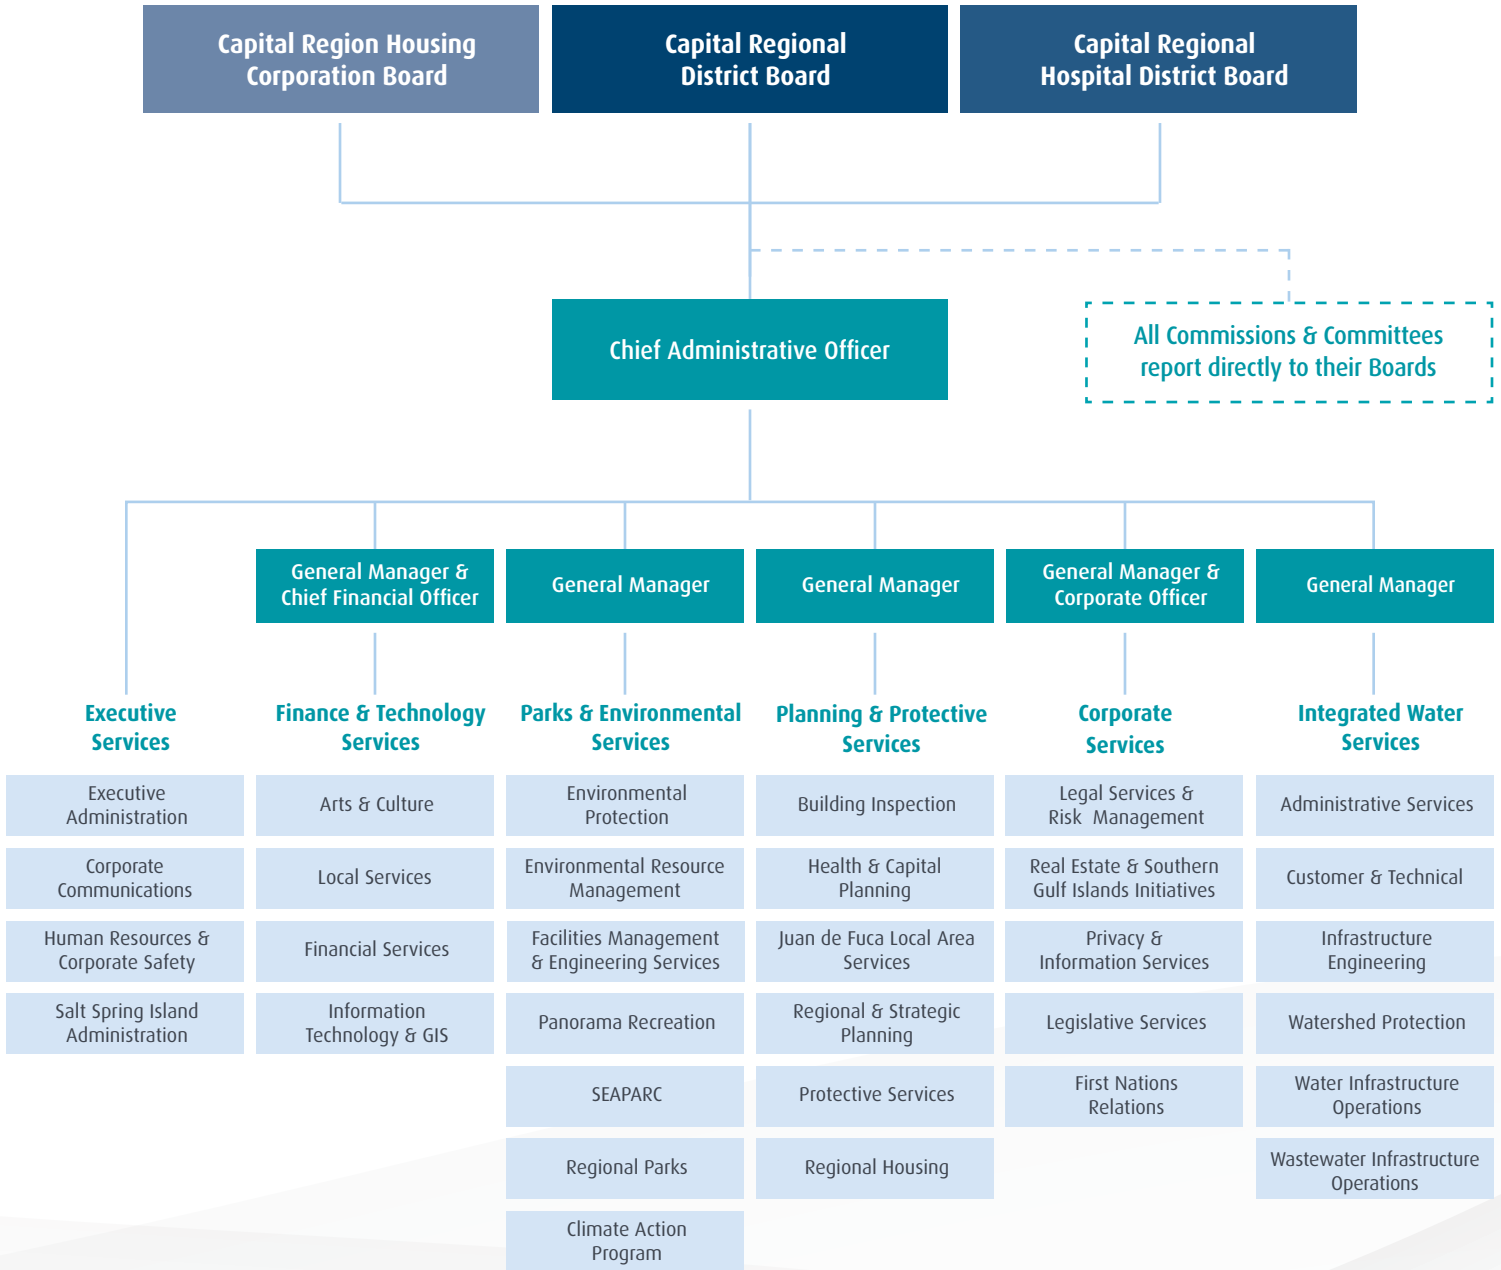 Capital Region Housing
Corporation Board
Capital Regional
District Board
Capital Regional
Hospital District Board
Chief Administrative Officer
All Commissions & Committees
report directly to their Boards
General Manager &
Chief Financial Officer
General Manager
General Manager
General Manager &
Corporate Officer
General Manager
Executive
Services
Finance & Technology
Services
Parks & Environmental
Services
Planning & Protective
Services
Corporate
Services
Integrated Water
Services
Executive
Administration
Corporate
Communications
Human Resources &
Corporate Safety
Salt Spring Island
Administration
Arts & Culture
Local Services
Financial Services
Information
Technology & GIS
Environmental
Protection
Environmental Resource
Management
Facilities Management
& Engineering Services
Panorama Recreation
SEAPARC
Regional Parks
Climate Action
Program
Building Inspection
Health & Capital
Planning
Juan de Fuca Local Area
Services
Regional & Strategic
Planning
Protective Services
Regional Housing
Legal Services &
Risk Management
Real Estate & Southern
Gulf Islands Initiatives
Privacy &
Information Services
Legislative Services
First Nations
Relations
Administrative Services
Customer & Technical
Infrastructure
Engineering
Watershed Protection
Water Infrastructure
Operations
Wastewater Infrastructure
Operations